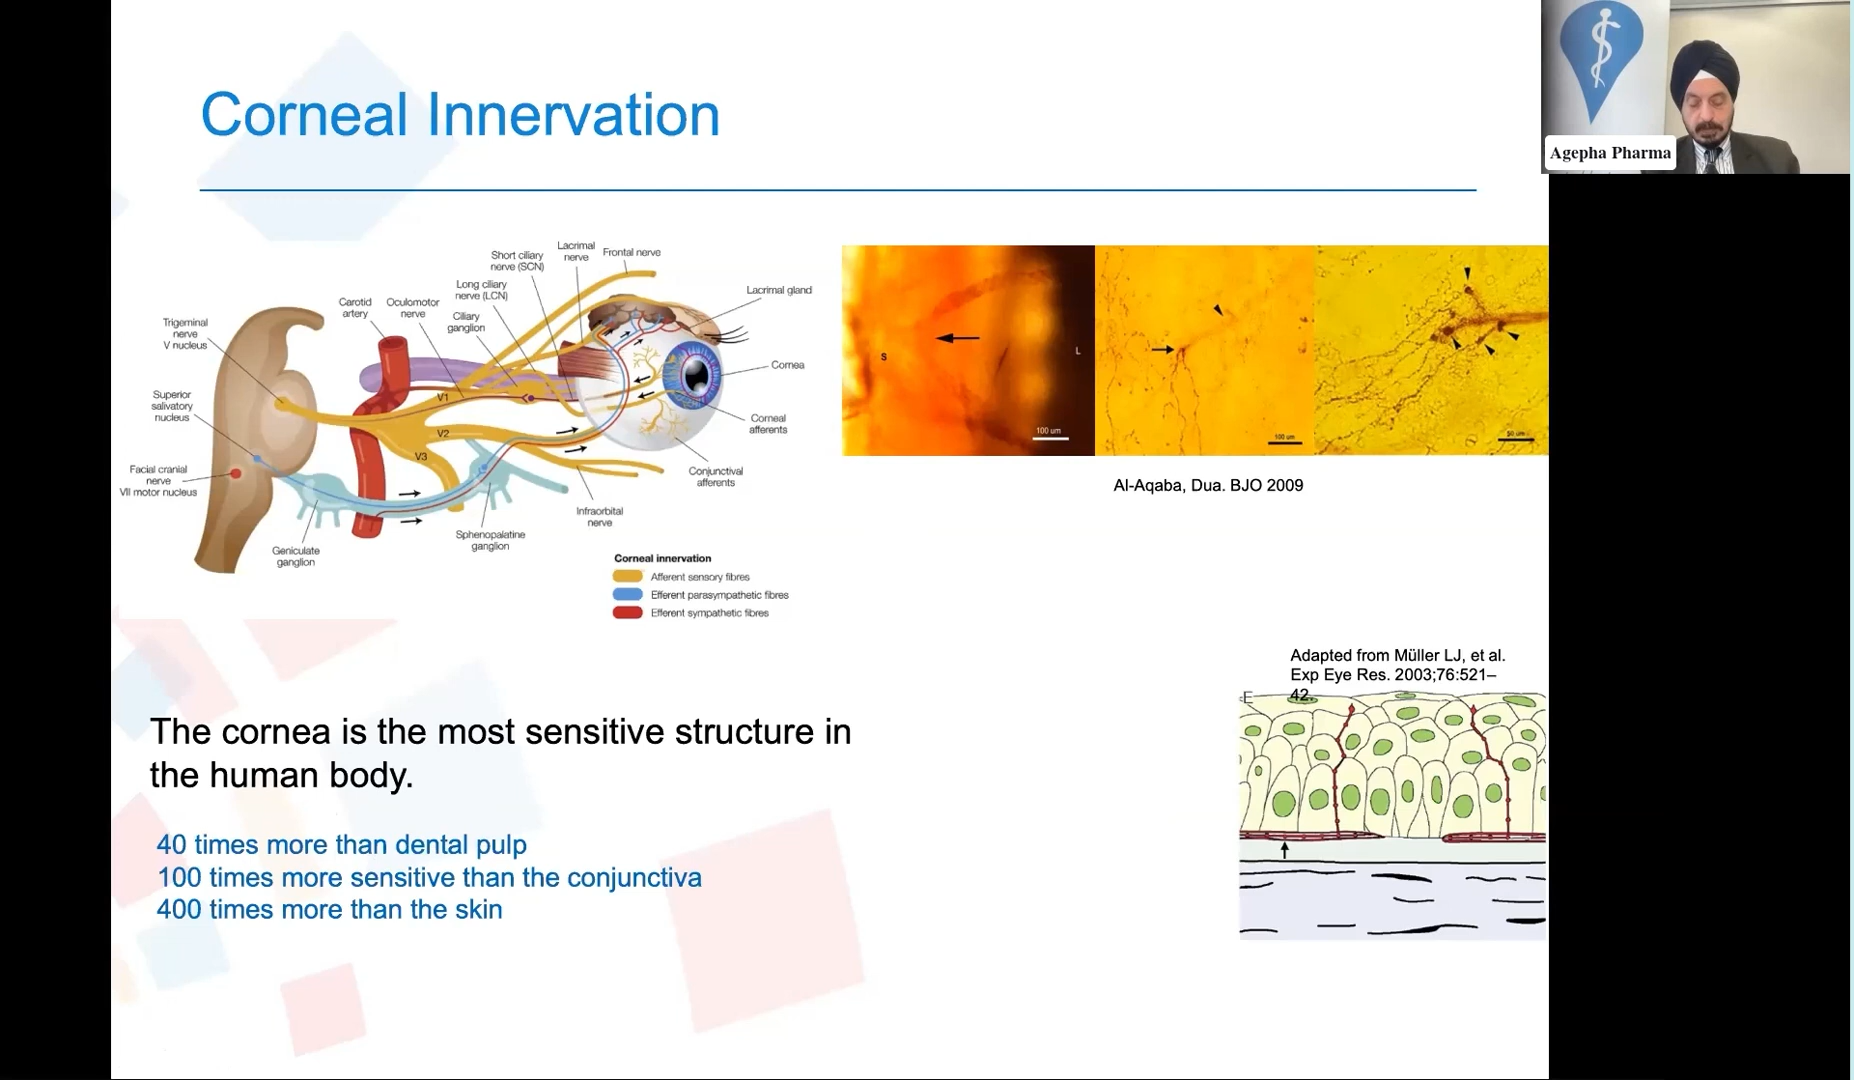 Corneal Innervation
Agepha Pharma
Lacrimal
nerve
Frontal nerve
Short ciliary
nerve (SCN)
Long ciliary
nerve (LCN)
Lacrimal gland
Carotid
artery
Oculomotor
nerve
Ciliary
ganglion
Trigeminal
nerve
V nucleus
Cornea
Superior
salivatory
nucleus
V1
V2
V3
Corneal
afferents
Facial cranial
nerve
VII motor nucleus
Conjunctival
afferents
Infraorbital
nerve
Sphenopalatine
ganglion
Geniculate
ganglion
Corneal innervation
Afferent sensory fibres
Efferent parasympathetic fibres
Efferent sympathetic fibres
S
L
100 um
100 um
50 um
Al-Aqaba, Dua. BJO 2009
Adapted from Müller LJ, et al.
Exp Eye Res. 2003;76:521–
42.
E
The cornea is the most sensitive structure in
the human body.
40 times more than dental pulp
100 times more sensitive than the conjunctiva
400 times more than the skin